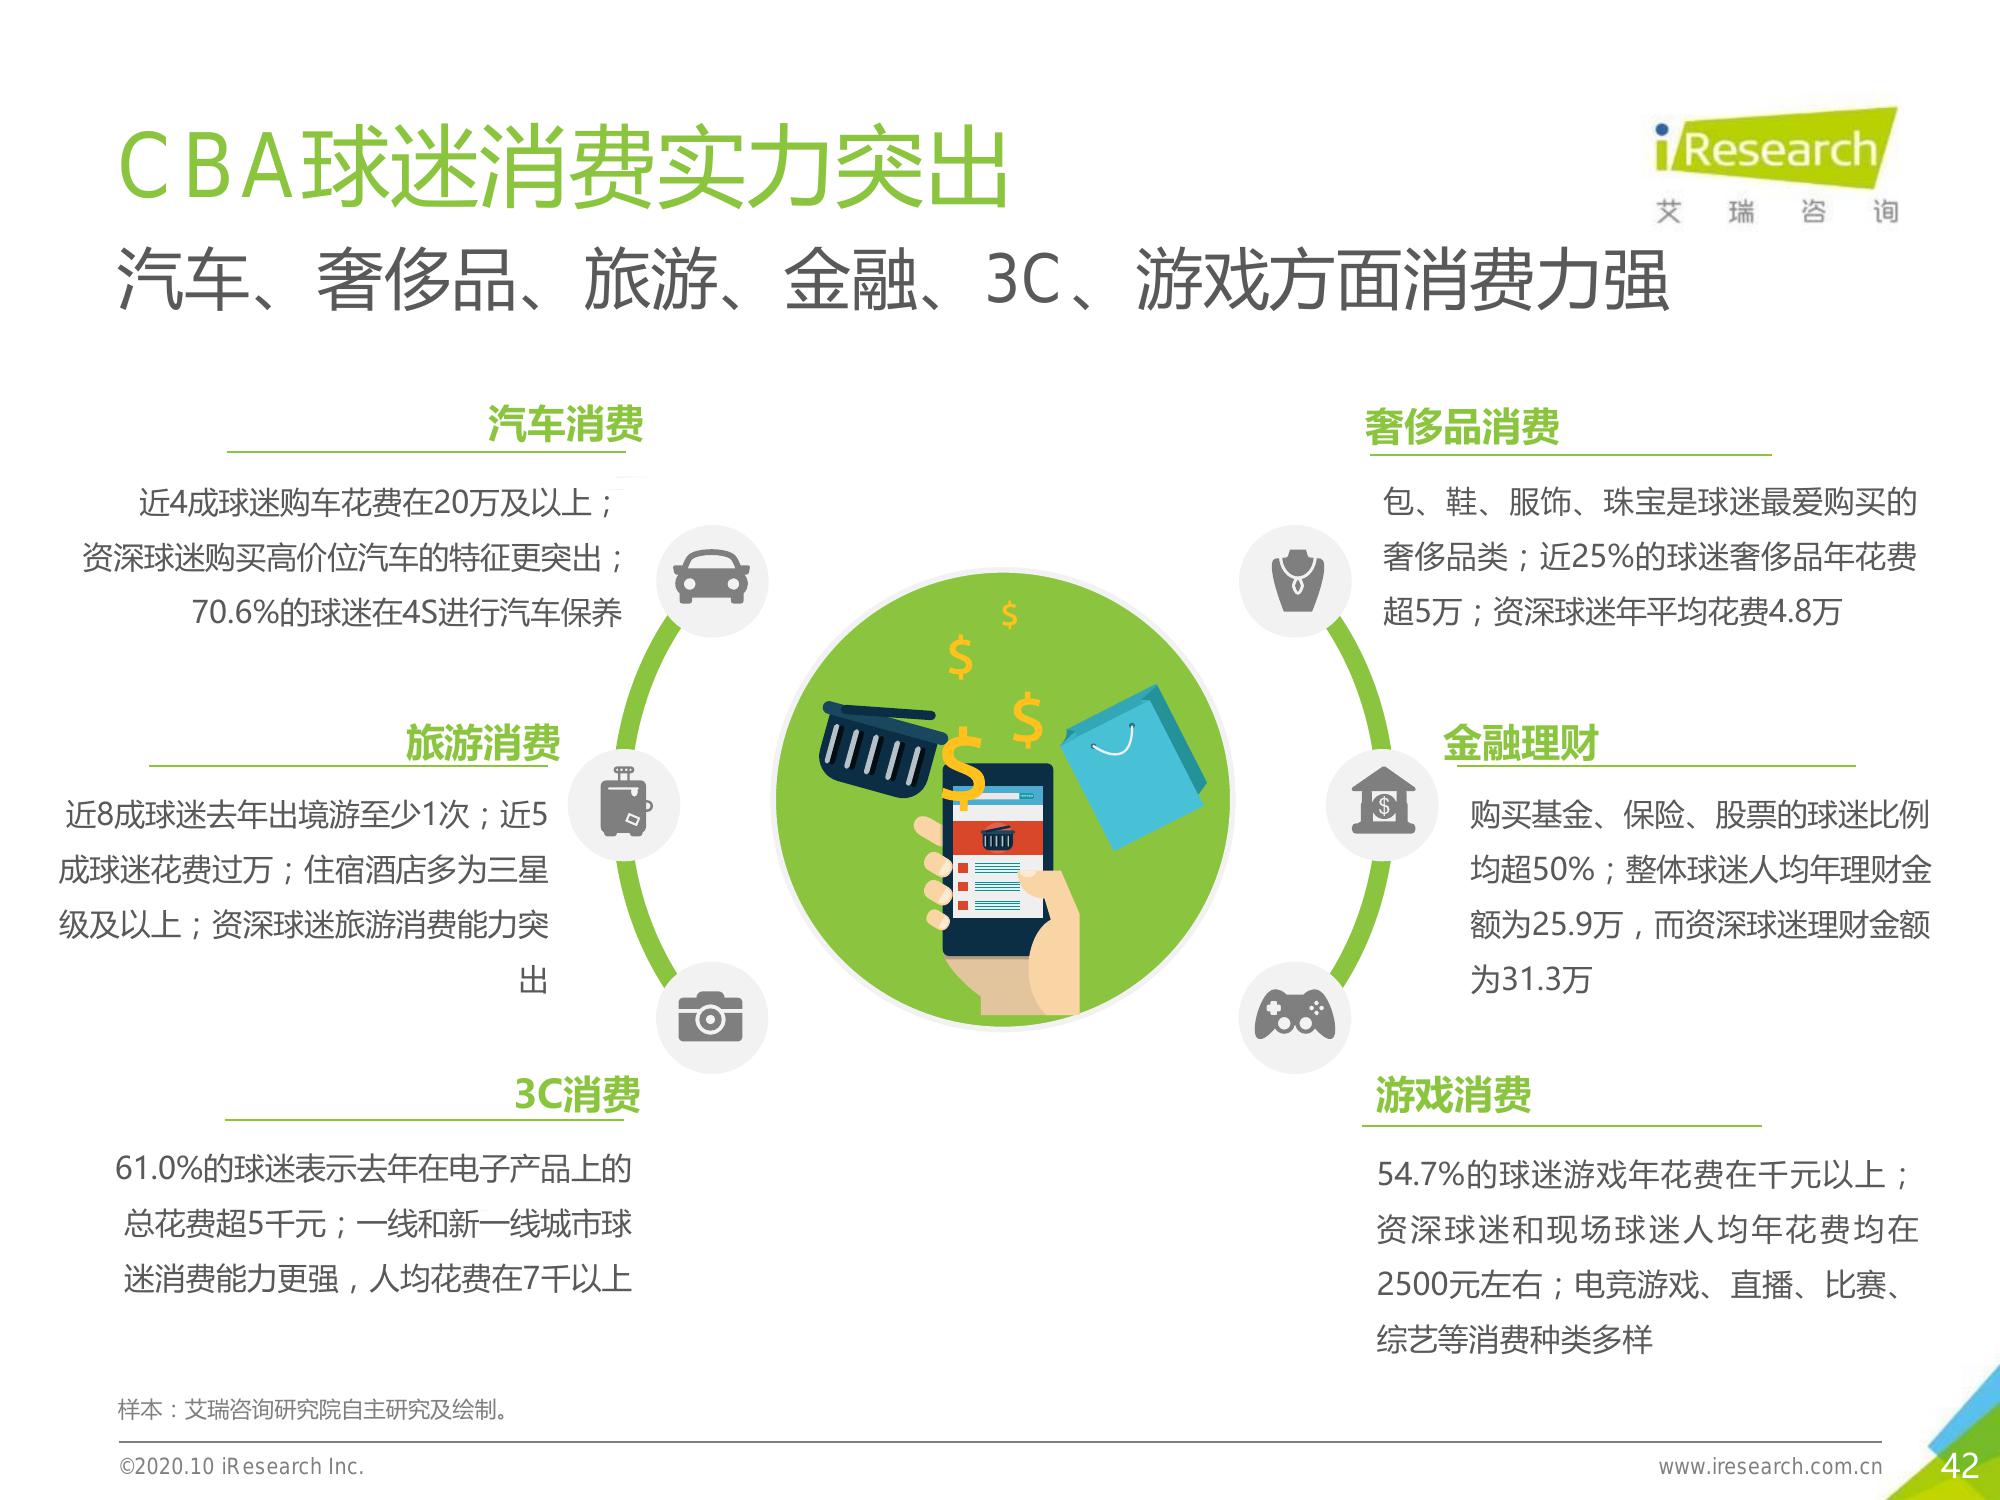 CBA球迷消费实力突出
iResearch
艾瑞咨询
汽车、奢侈品、旅游、金融、3C、游戏方面消费力强
汽车消费
近4成球迷购车花费在20万及以上；
资深球迷购买高价位汽车的特征更突出；
70.6%的球迷在4S进行汽车保养
旅游消费
近8成球迷去年出境游至少1次；近5
成球迷花费过万；住宿酒店多为三星
级及以上；资深球迷旅游消费能力突
出
3C消费
61.0%的球迷表示去年在电子产品上的
总花费超5千元；一线和新一线城市球
迷消费能力更强，人均花费在7千以上
$
$
$
$
$
奢侈品消费
包、鞋、服饰、珠宝是球迷最爱购买的
奢侈品类；近25%的球迷奢侈品年花费
超5万；资深球迷年平均花费4.8万
金融理财
购买基金、保险、股票的球迷比例
均超50%；整体球迷人均年理财金
额为25.9万，而资深球迷理财金额
为31.3万
游戏消费
54.7%的球迷游戏年花费在千元以上；
资深球迷和现场球迷人均年花费均在
2500元左右；电竞游戏、直播、比赛、
综艺等消费种类多样
样本：艾瑞咨询研究院自主研究及绘制。
©2020.10 iResearch Inc.
www.iresearch.com.cn
42